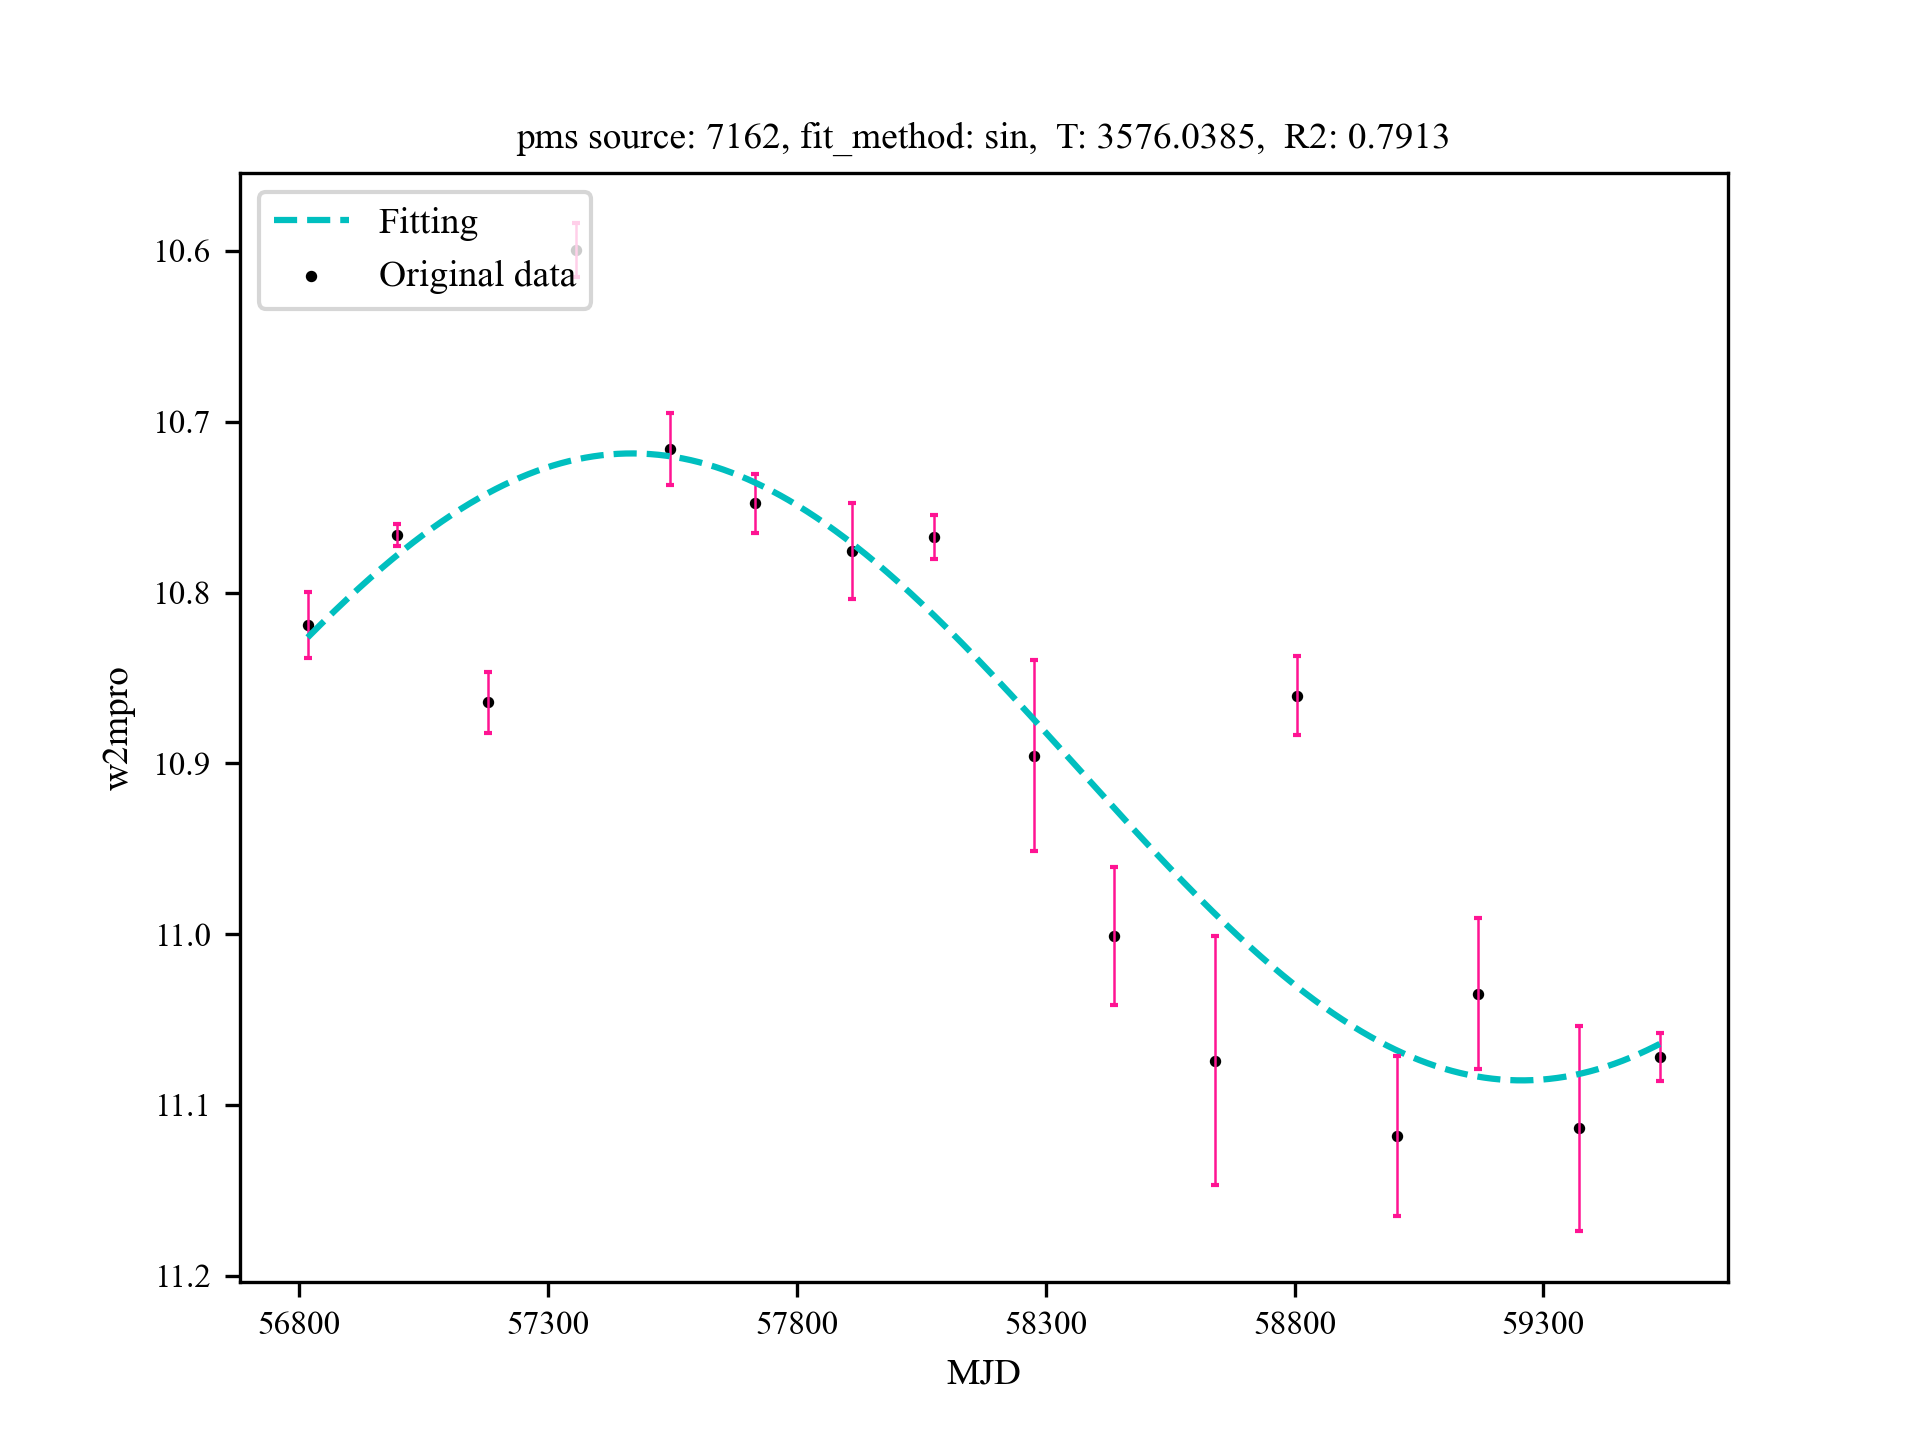 pms source: 7162, fit_method: sin,  T: 3576.0385,  R2: 0.7913
Fitting
Original data
10.6
10.7
10.8
10.9
11.0
11.1
11.2
w2mpro
56800 57300 57800 58300 58800 59300
MJD